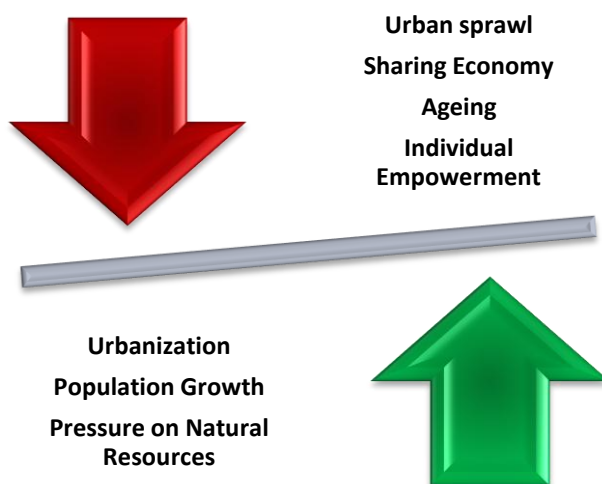 Urban sprawl
Sharing Economy
Ageing
Individual
Empowerment
Urbanization
Population Growth
Pressure on Natural
Resources